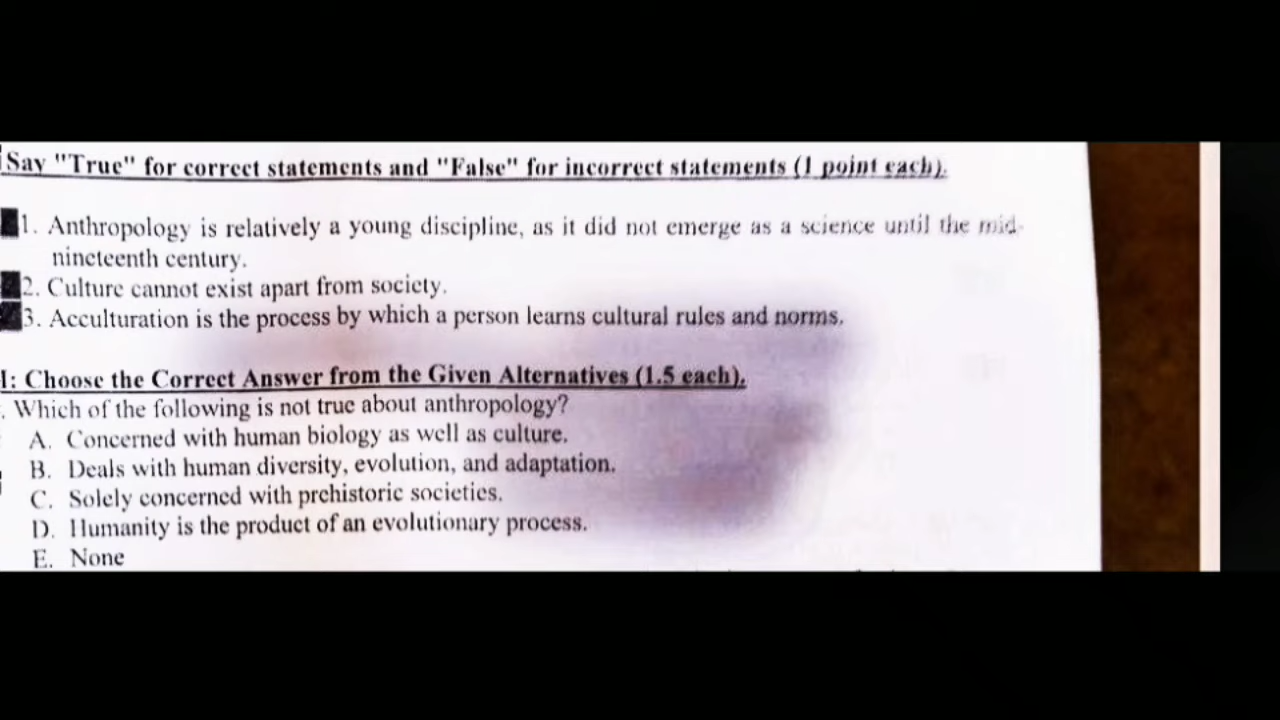 Say "True" for correct statements and "False" for incorrect statements (1 point each).
1. Anthropology is relatively a young discipline, as it did not emerge as a science until the mid-
nineteenth century.
2. Culture cannot exist apart from society.
3. Acculturation is the process by which a person learns cultural rules and norms.
I: Choose the Correct Answer from the Given Alternatives (1.5 each).
. Which of the following is not true about anthropology?
A. Concerned with human biology as well as culture.
B. Deals with human diversity, evolution, and adaptation.
C. Solely concerned with prehistoric societies.
D. Humanity is the product of an evolutionary process.
E. None